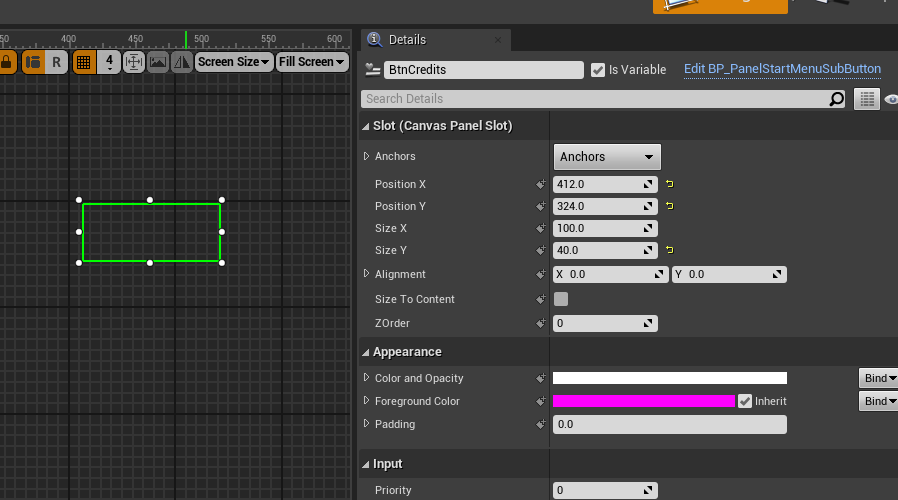 Details
50 400 450 500 550 600
R 4 Screen Size Fill Screen
BtnCredits Is Variable Edit BP_PanelStartMenuSubButton
Search Details
Slot (Canvas Panel Slot)
Anchors Anchors
Position X 412.0
Position Y 324.0
Size X 100.0
Size Y 40.0
Alignment X 0.0 Y 0.0
Size To Content
ZOrder 0
Appearance
Color and Opacity Bind
Foreground Color Inherit Bind
Padding 0.0
Input
Priority 0